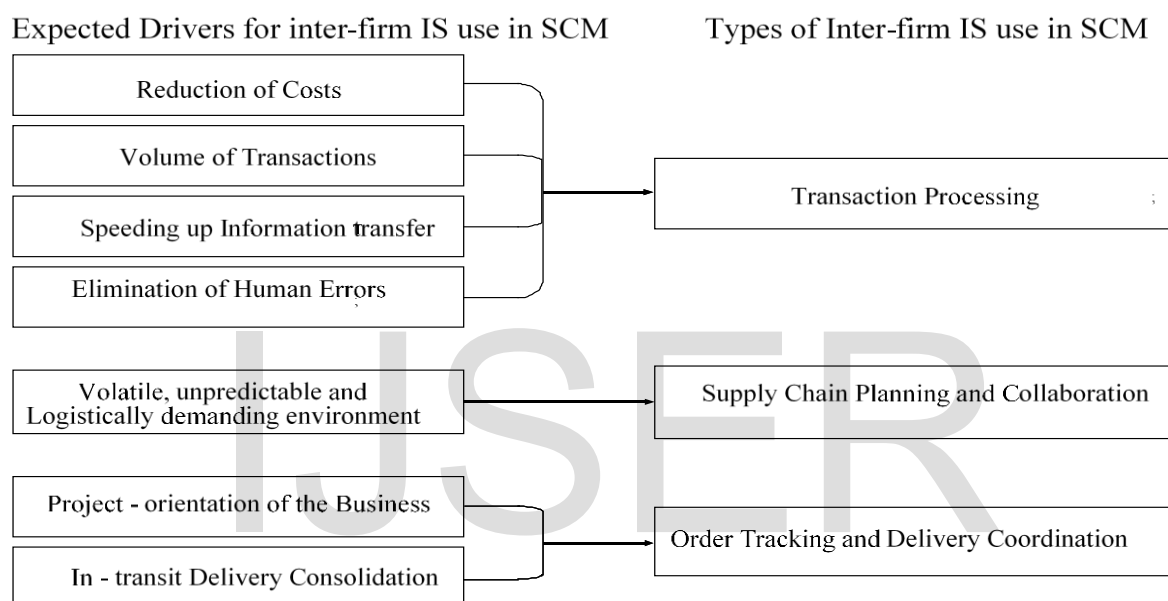 Expected Drivers for inter-firm IS use in SCM
Types of Inter-firm IS use in SCM
Reduction of Costs
Volume of Transactions
Speeding up Information transfer
Elimination of Human Errors
Transaction Processing
Volatile, unpredictable and
Logistically demanding environment
Supply Chain Planning and Collaboration
Project - orientation of the Business
In - transit Delivery Consolidation
Order Tracking and Delivery Coordination
IJSER